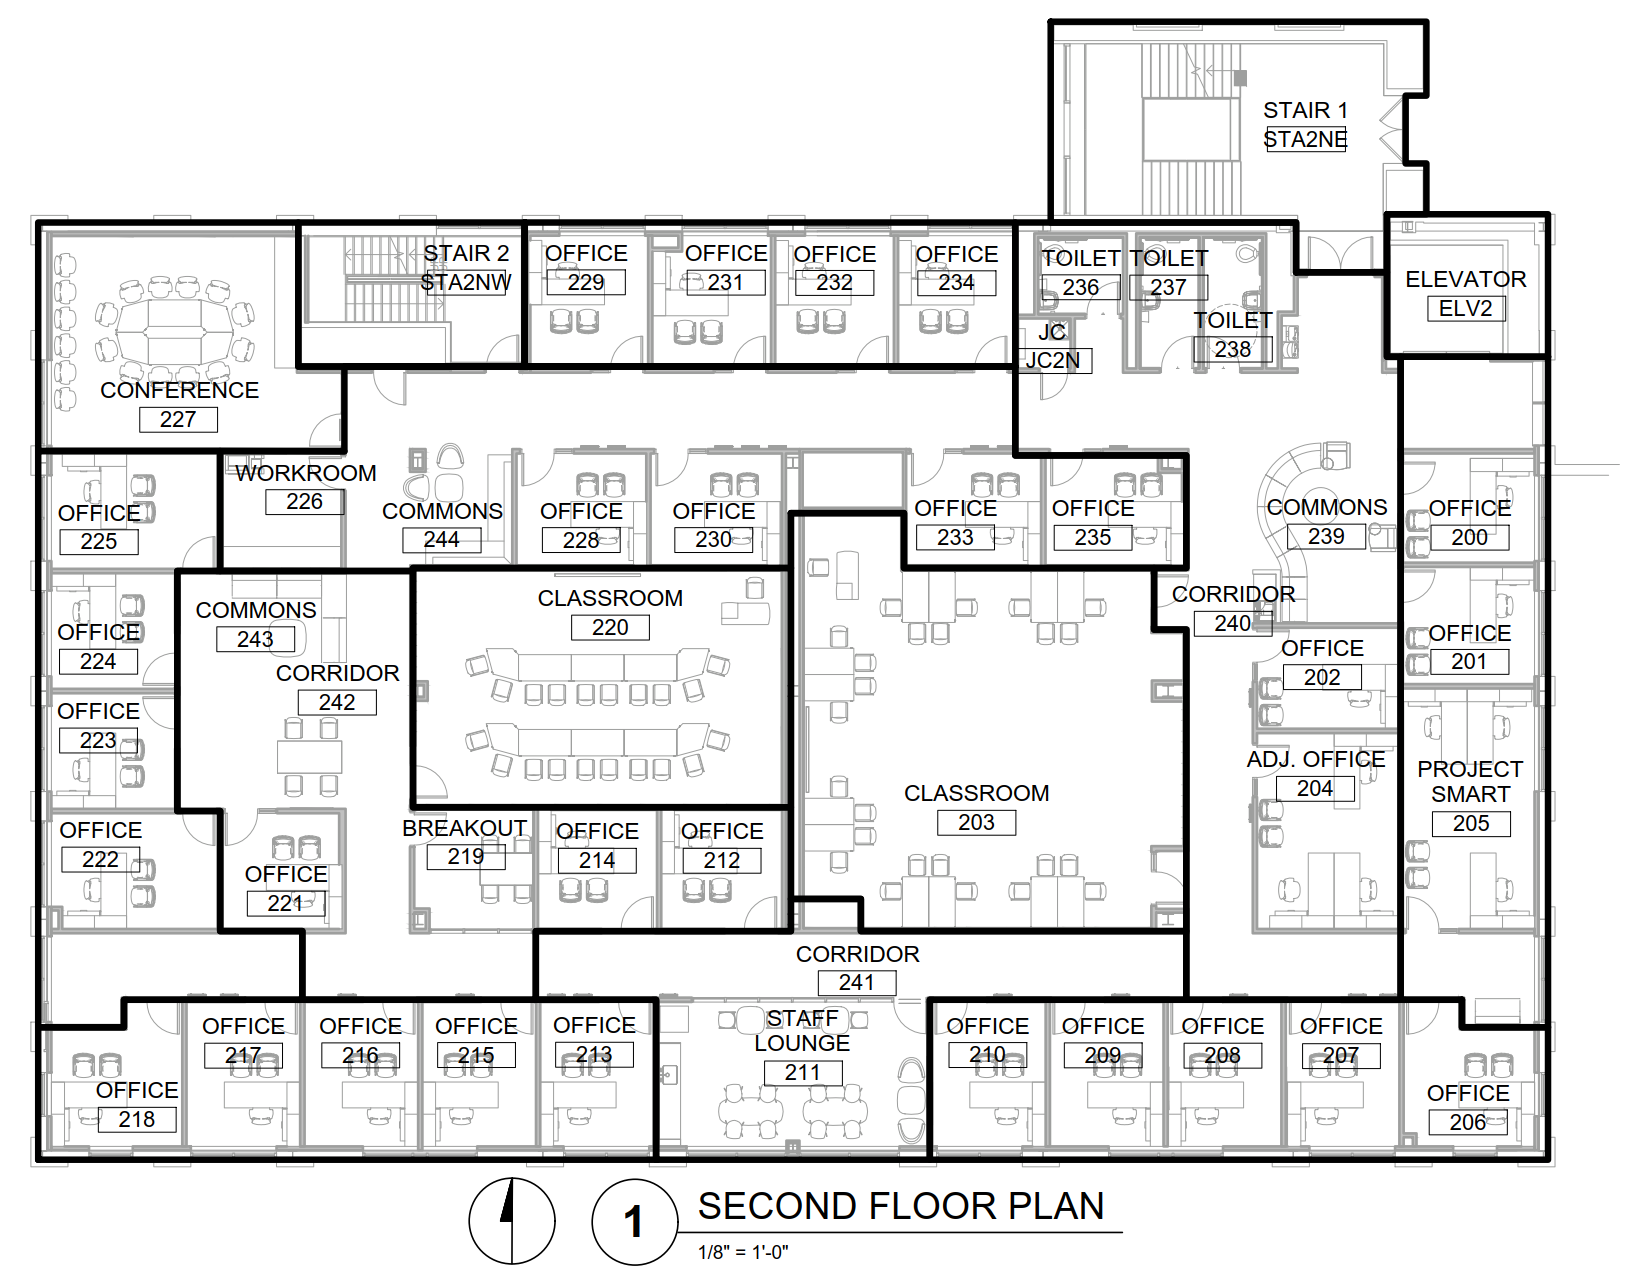 STAIR 1
STA2NE
STAIR 2
STA2NW
OFFICE
229
OFFICE
231
OFFICE
232
OFFICE
234
TOILET
236
TOILET
237
TOILET
238
JC
JC2N
ELEVATOR
ELV2
CONFERENCE
227
WORKROOM
226
OFFICE
225
COMMONS
244
OFFICE
228
OFFICE
230
OFFICE
233
OFFICE
235
COMMONS
239
OFFICE
200
OFFICE
224
COMMONS
243
CORRIDOR
242
CLASSROOM
220
CORRIDOR
240
OFFICE
202
OFFICE
201
OFFICE
223
CLASSROOM
203
ADJ. OFFICE
204
PROJECT
SMART
205
OFFICE
222
OFFICE
221
BREAKOUT
219
OFFICE
214
OFFICE
212
CORRIDOR
241
OFFICE
218
OFFICE
217
OFFICE
216
OFFICE
215
OFFICE
213
STAFF
LOUNGE
211
OFFICE
210
OFFICE
209
OFFICE
208
OFFICE
207
OFFICE
206
1
SECOND FLOOR PLAN
1/8" = 1'-0"